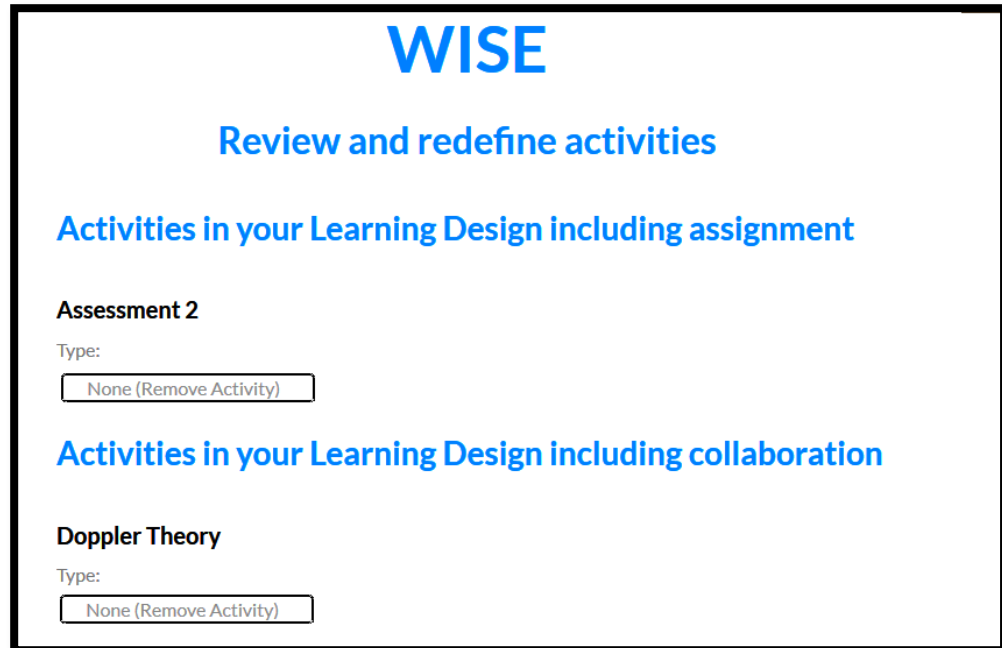 WISE
Review and redefine activities
Activities in your Learning Design including assignment
Assessment 2
Type:
None (Remove Activity)
Activities in your Learning Design including collaboration
Doppler Theory
Type:
None (Remove Activity)